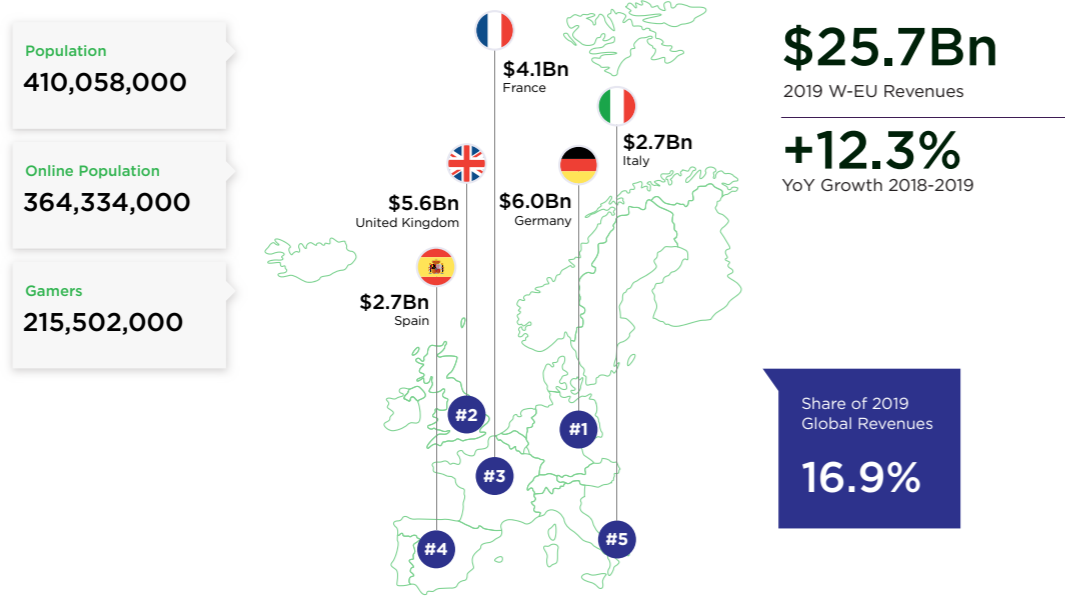 Population
410,058,000
Online Population
364,334,000
Gamers
215,502,000
$4.1Bn
France
$2.7Bn
Italy
$5.6Bn
United Kingdom
$6.0Bn
Germany
$2.7Bn
Spain
#2
#1
#3
#4
#5
$25.7Bn
2019 W-EU Revenues
+12.3%
YoY Growth 2018-2019
Share of 2019
Global Revenues
16.9%